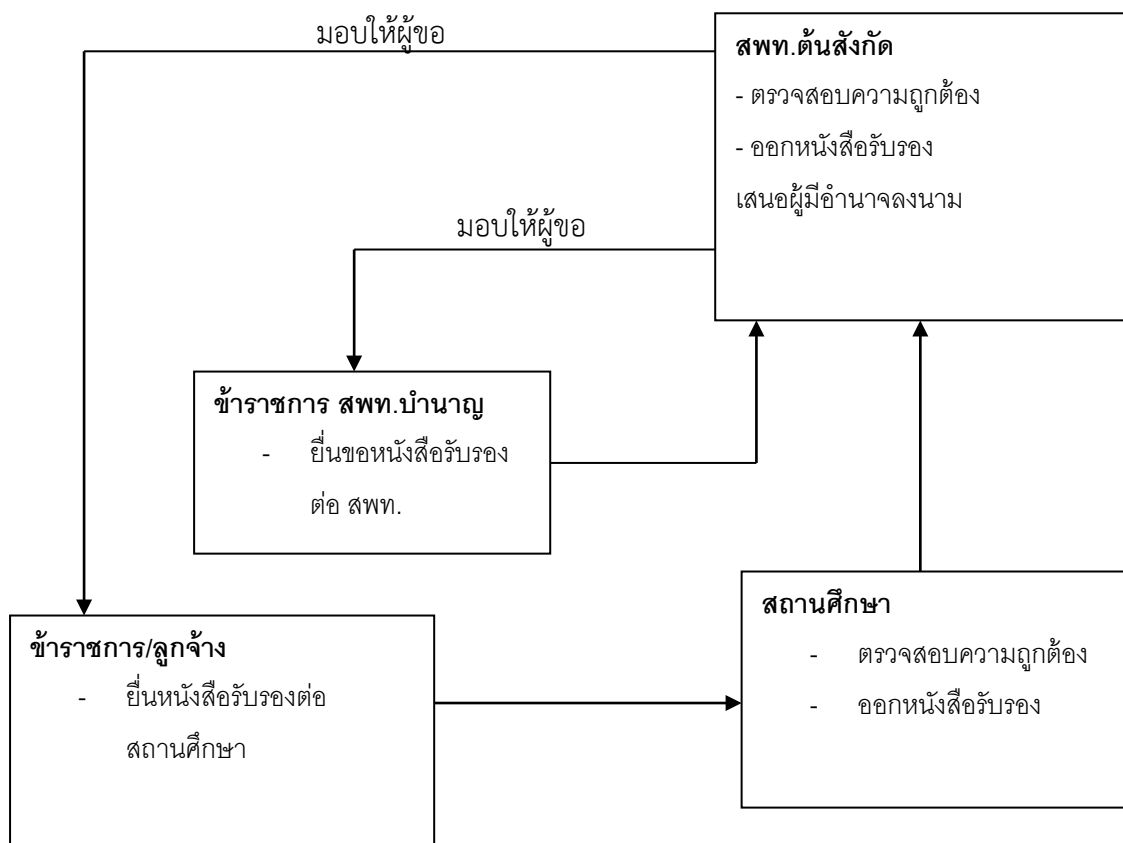 มอบให้ผู้ขอ
สพท.ต้นสังกัด
- ตรวจสอบความถูกต้อง
- ออกหนังสือรับรอง
เสนอผู้มีอำนาจลงนาม
มอบให้ผู้ขอ
ข้าราชการ สพท.บำนาญ
- ยื่นขอหนังสือรับรอง
ต่อ สพท.
สถานศึกษา
- ตรวจสอบความถูกต้อง
- ออกหนังสือรับรอง
ข้าราชการ/ลูกจ้าง
- ยื่นหนังสือรับรองต่อ
สถานศึกษา